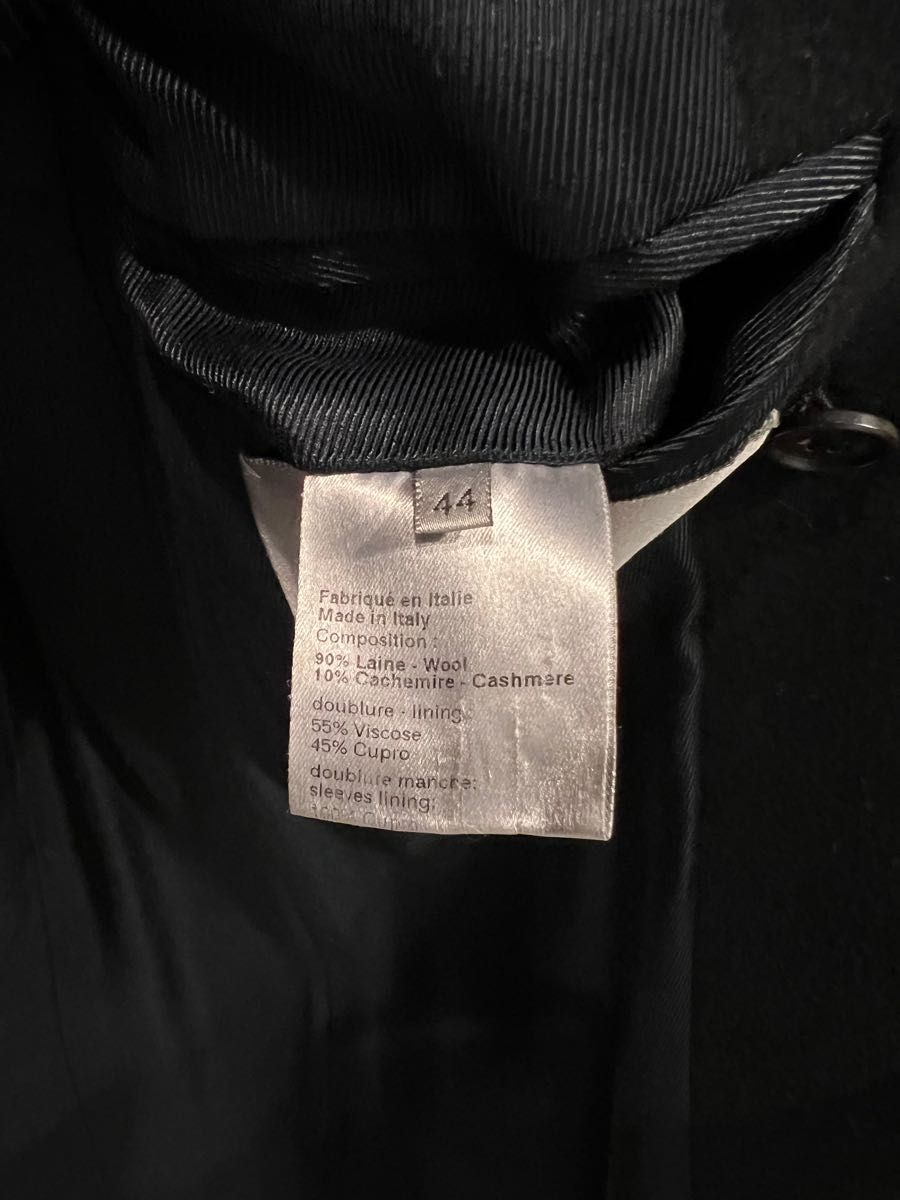 44
Fabriqué en Italie
Made in Italy
Composition :
90% Laine - Wool
10% Cachemire - Cashmere
doublure - lining :
55% Viscose
45% Cupro
doublure manche:
sleeves lining: